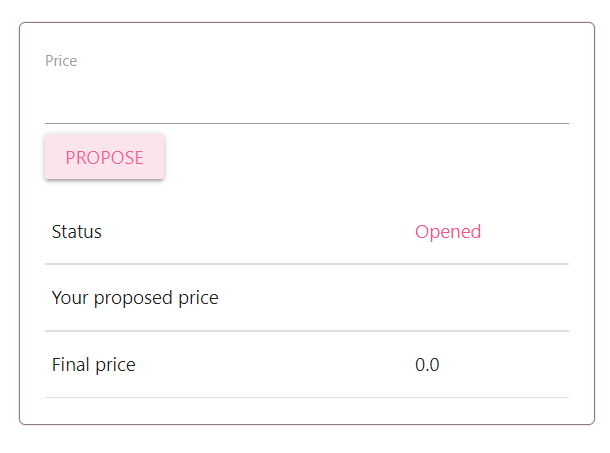 Price
PROPOSE
Status Opened
Your proposed price
Final price 0.0